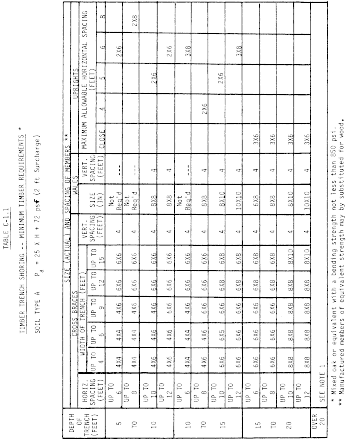 TABLE C-1.1
TIMBER TRENCH SHORING -- MINIMUM TIMBER REQUIREMENTS *
SOIL TYPE A P = 25 X H + 72 psf (2 ft Surcharge)
DEPTH OF TRENCH (FEET)
SIZE (ACTUAL) AND SPACING OF MEMBERS **
CROSS BRACES WALES UPRIGHTS
HORIZ. SPACING (FEET) WIDTH OF TRENCH (FEET) VERT. SPACING (FEET) SIZE (IN) VERT. SPACING (FEET) MAXIMUM ALLOWABLE HORIZONTAL SPACING (FEET)
UP TO 4 UP TO 6 UP TO 9 UP TO 12 UP TO 15 CLOSE 4 5 6 8
5 TO 10
UP TO 6 4X4 4X4 4X6 6X6 6X6 4 Not Req'd --- 2X6
UP TO 8 4X4 4X4 4X6 6X6 6X6 4 Not Req'd --- 2X8
UP TO 10 4X6 4X6 4X6 6X6 6X6 4 8X8 4 2X6
UP TO 12 4X6 4X6 6X6 6X6 6X6 4 8X8 4 2X6
10 TO 15
UP TO 6 4X4 4X4 4X6 6X6 6X6 4 Not Req'd --- 3X8
UP TO 8 4X6 4X6 6X6 6X6 6X6 4 8X8 4 2X6
UP TO 10 6X6 6X6 6X6 6X8 6X8 4 8X10 4 2X6
UP TO 12 6X6 6X6 6X6 6X8 6X8 4 10X10 4 3X8
15 TO 20
UP TO 6 6X6 6X6 6X6 6X8 6X8 4 6X8 4 3X6
UP TO 8 6X6 6X6 6X6 6X8 6X8 4 8X8 4 3X6
UP TO 10 8X8 8X8 8X8 8X8 8X10 4 8X10 4 3X6
UP TO 12 8X8 8X8 8X8 8X8 8X10 4 10X10 4 3X6
OVER 20 SEE NOTE 1
* Mixed oak or equivalent with a bending strength not less than 850 psi.
** Manufactured members of equivalent strength may by substituted for wood.